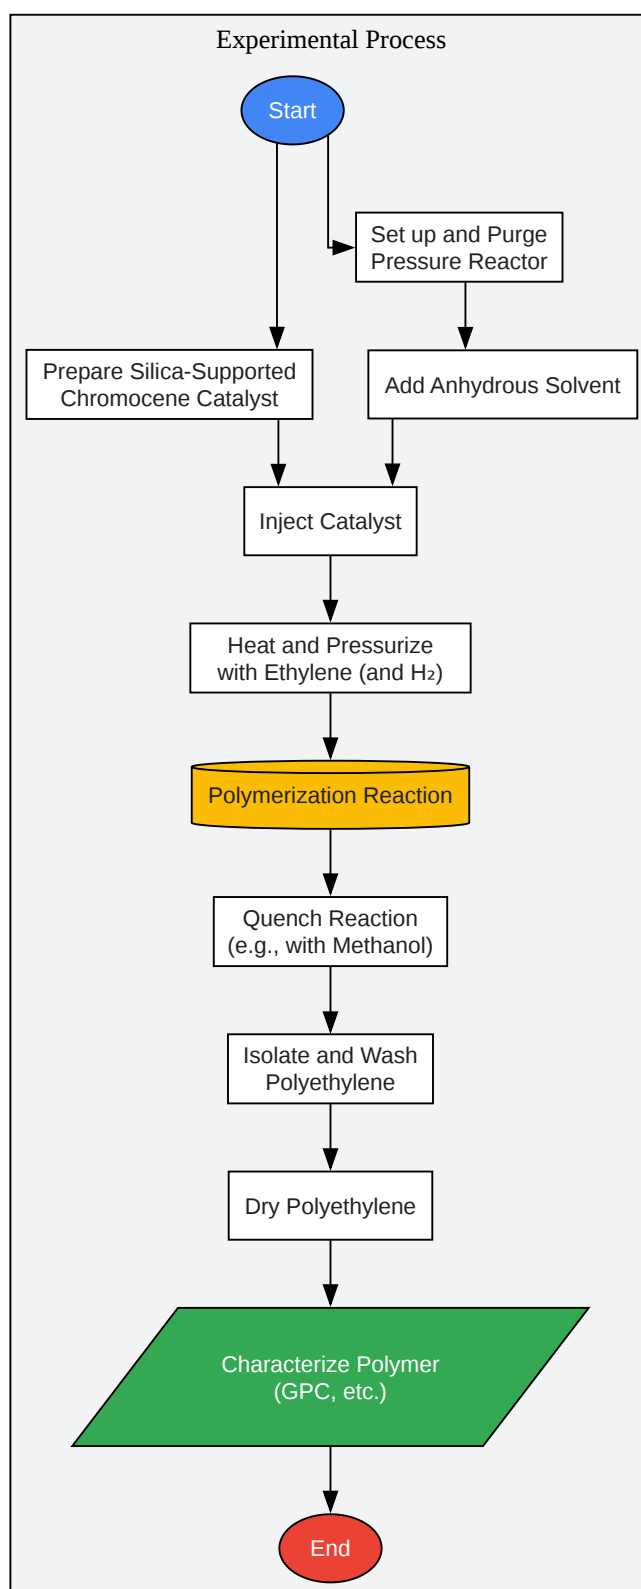 Experimental Process
Start
Set up and Purge
Pressure Reactor
Prepare Silica-Supported
Chromocene Catalyst
Add Anhydrous Solvent
Inject Catalyst
Heat and Pressurize
with Ethylene (and H₂)
Polymerization Reaction
Quench Reaction
(e.g., with Methanol)
Isolate and Wash
Polyethylene
Dry Polyethylene
Characterize Polymer
(GPC, etc.)
End